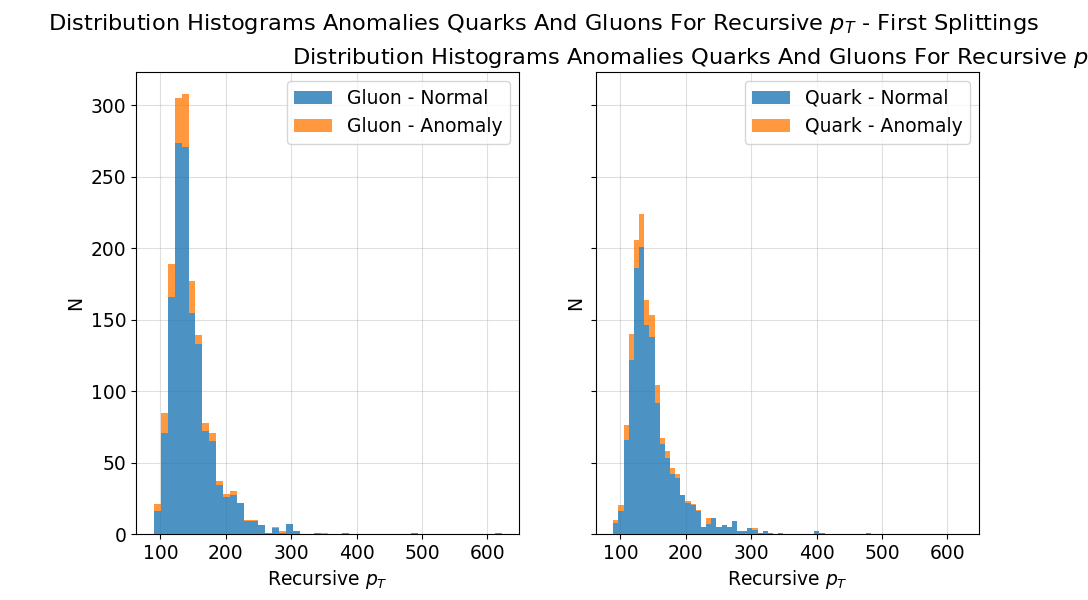 Distribution Histograms Anomalies Quarks And Gluons For Recursive p_T - First Splittings
Distribution Histograms Anomalies Quarks And Gluons For Recursive p
Gluon - Normal
Gluon - Anomaly
Quark - Normal
Quark - Anomaly
300
250
200
150
100
50
0
N
N
100 200 300 400 500 600
100 200 300 400 500 600
Recursive p_T
Recursive p_T